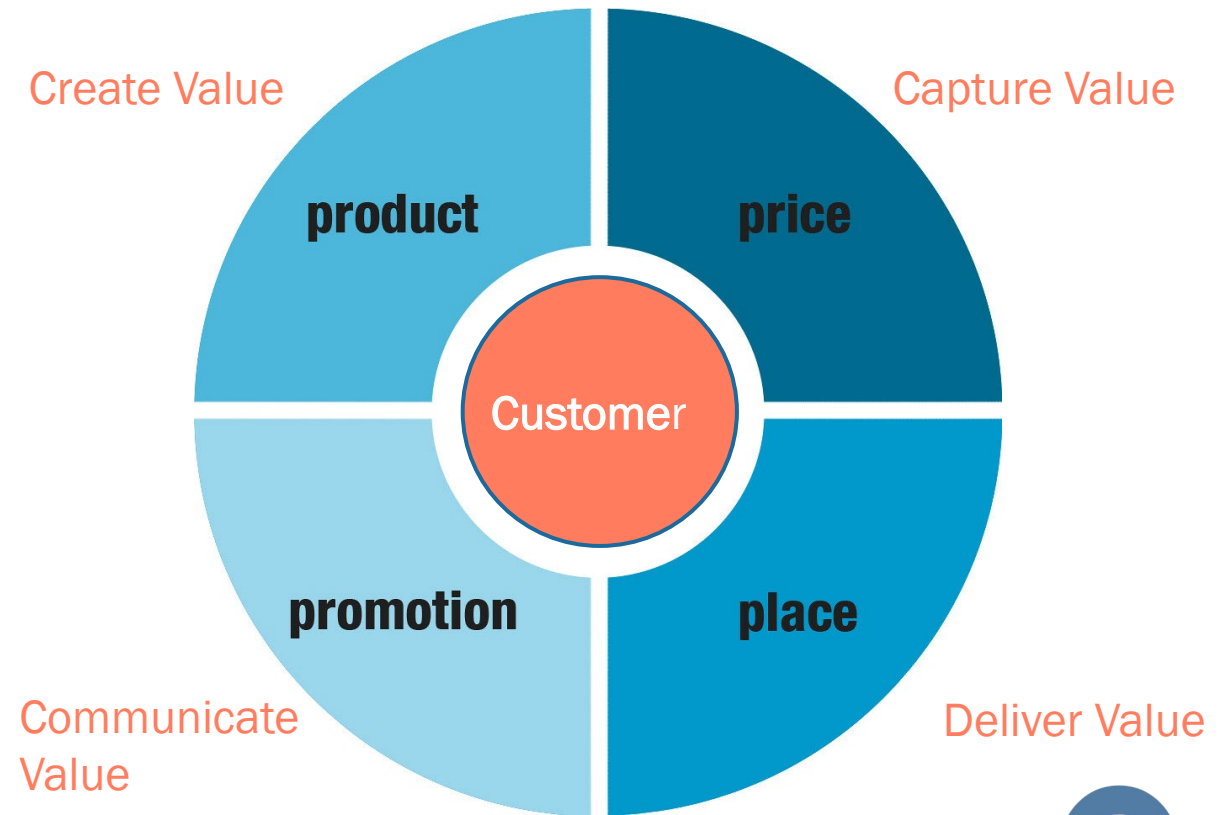 Create Value
Capture Value
product
price
Customer
promotion
place
Communicate
Value
Deliver Value